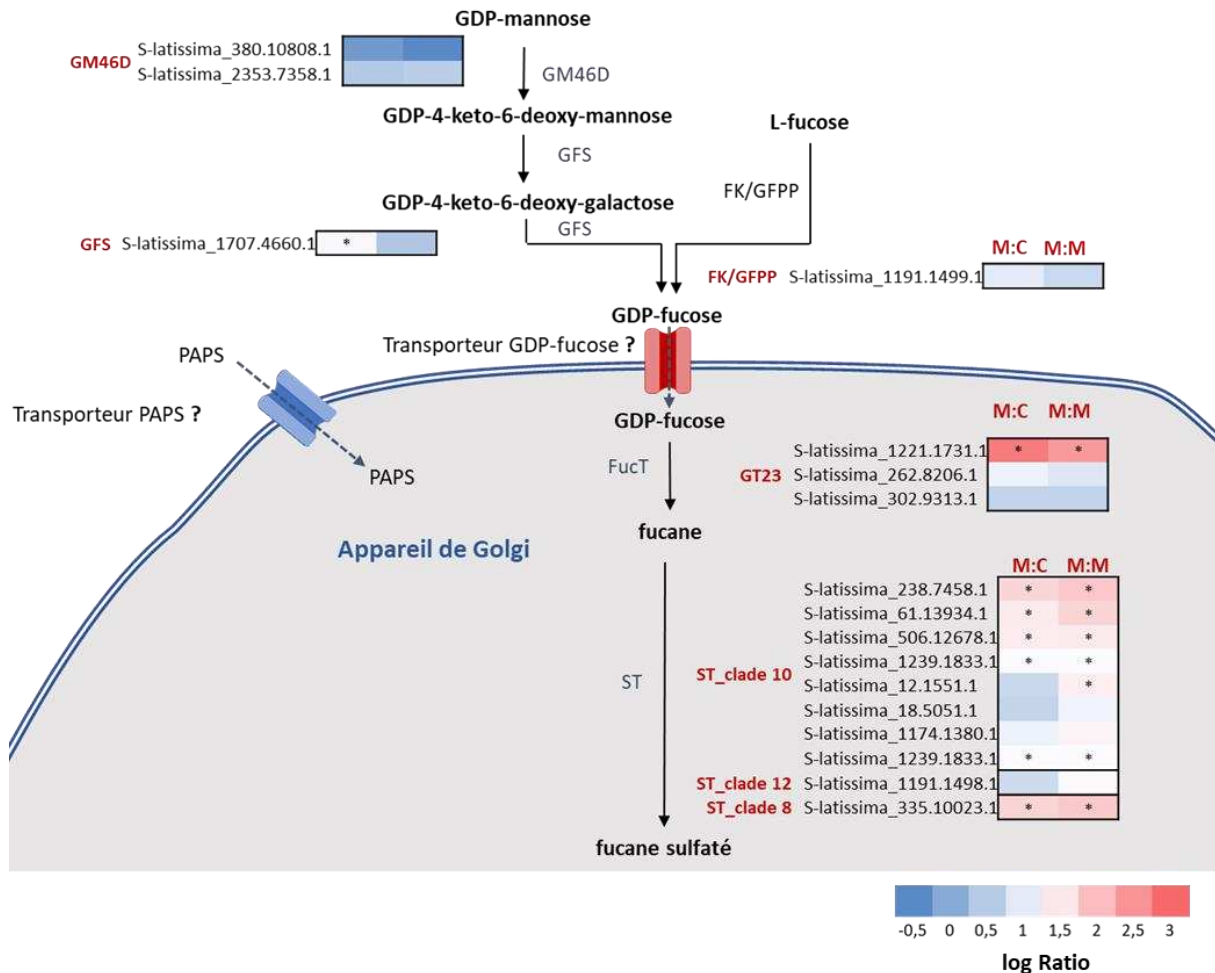 GDP-mannose
S-latissima_380.10808.1
GM46D
S-latissima_2353.7358.1
GM46D
GDP-4-keto-6-deoxy-mannose
L-fucose
GFS
FK/GFPP
GDP-4-keto-6-deoxy-galactose
GFS
GFS S-latissima_1707.4660.1 *
M:C M:M
FK/GFPP S-latissima_1191.1499.1
GDP-fucose
Transporteur GDP-fucose ?
PAPS
Transporteur PAPS ?
PAPS
GDP-fucose
M:C M:M
S-latissima_1221.1731.1 * *
FucT
GT23
S-latissima_262.8206.1
S-latissima_302.9313.1
fucane
Appareil de Golgi
M:C M:M
S-latissima_238.7458.1 * *
S-latissima_61.13934.1 * *
S-latissima_506.12678.1 * *
S-latissima_1239.1833.1 * *
ST
ST_clade 10
S-latissima_12.1551.1 *
S-latissima_18.5051.1
S-latissima_1174.1380.1
S-latissima_1239.1833.1 * *
ST_clade 12 S-latissima_1191.1498.1
ST_clade 8 S-latissima_335.10023.1 * *
fucane sulfaté
-0,5 0 0,5 1 1,5 2 2,5 3
log Ratio